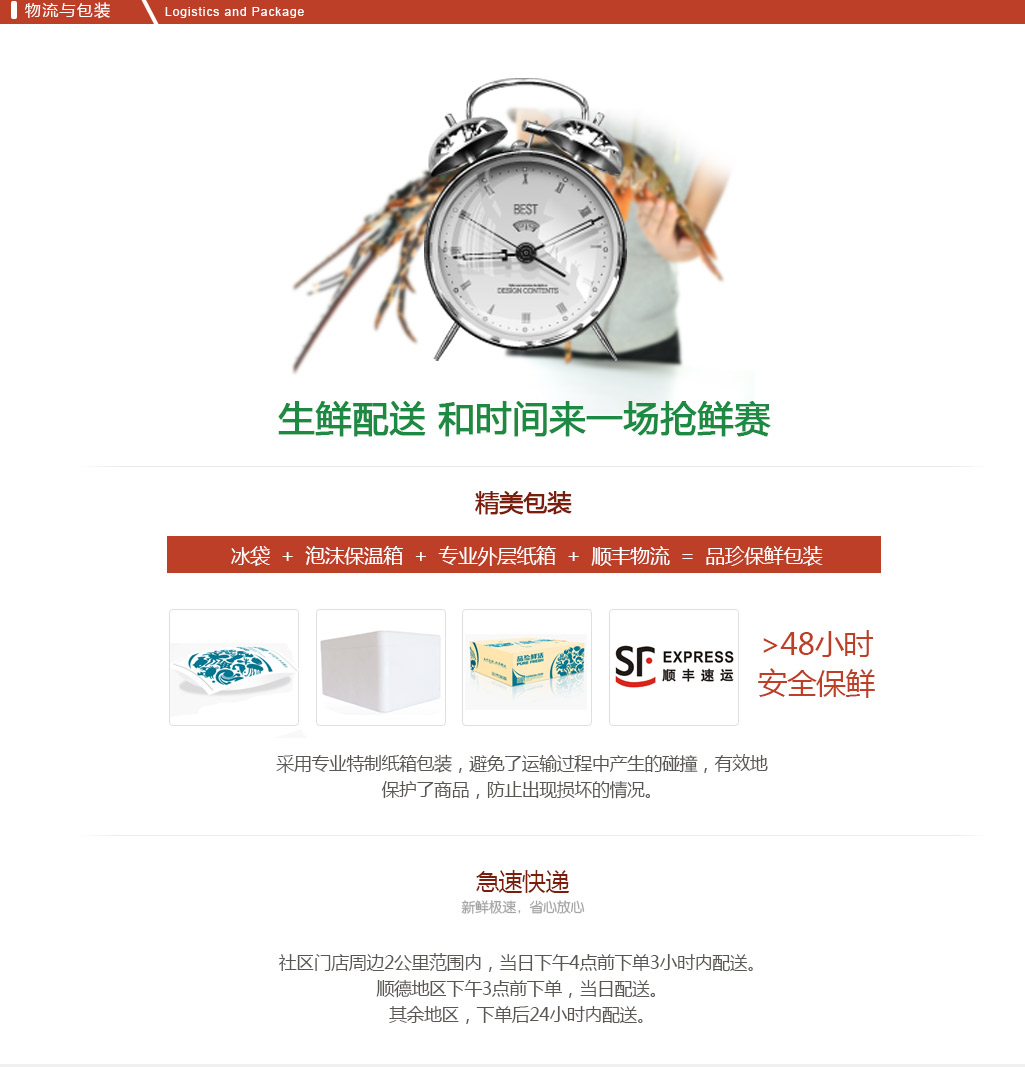 物流与包装
Logistics and Package
BEST
DESIGN CONTENTS
生鲜配送 和时间来一场抢鲜赛
精美包装
冰袋 + 泡沫保温箱 + 专业外层纸箱 + 顺丰物流 = 品珍保鲜包装
品珍鲜活
PURE FRESH
SF EXPRESS
顺丰速运
>48小时
安全保鲜
采用专业特制纸箱包装，避免了运输过程中产生的碰撞，有效地
保护了商品，防止出现损坏的情况。
急速快递
新鲜极速，省心放心
社区门店周边2公里范围内，当日下午4点前下单3小时内配送。
顺德地区下午3点前下单，当日配送。
其余地区，下单后24小时内配送。